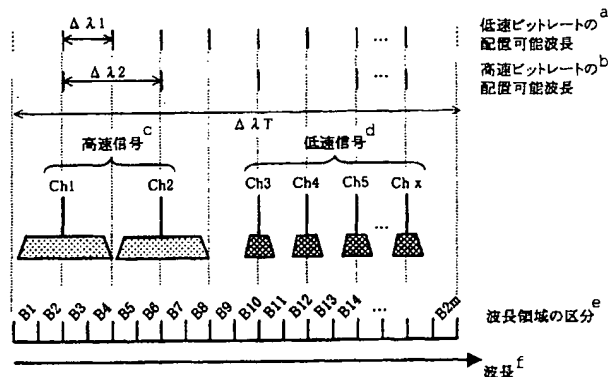 Δλ1
低速ビットレートの a
配置可能波長
Δλ2
高速ビットレートの b
配置可能波長
ΔλT
高速信号 c
低速信号 d
Ch1 Ch2 Ch3 Ch4 Ch5 Ch x
B1 B2 B3 B4 B5 B6 B7 B8 B9 B10 B11 B12 B13 B14 … B2m
波長領域の区分 e
波長 f